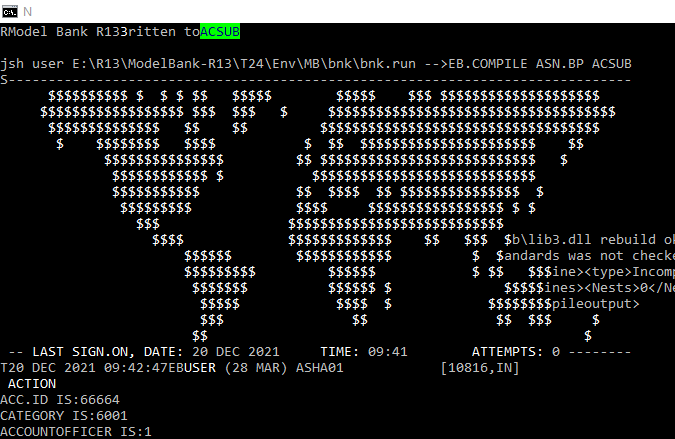 N
RModel Bank R133ritten toACSUB
jsh user E:\R13\ModelBank-R13\T24\Env\MB\bnk\bnk.run -->EB.COMPILE ASN.BP ACSUB
S------------------------------------------------------------------------------
$$$$$$$$$$ $  $ $ $$   $$$$$        $$$$$    $$$ $$$$$$$$$$$$$$$$$$$$
$$$$$$$$$$$$$$$$$$ $$$  $$$   $     $$$$$$$$$$$$$$$$$$$$$$$$$$$$$$$$$$$$
$$$$$$$$$$$$$$   $$    $$         $$$$$$$$$$$$$$$$$$$$$$$$$$$$$$$$$$$
$    $$$$$$$$   $$$$           $  $$  $$$$$$$$$$$$$$$$$$$$$$    $$
$$$$$$$$$$$$$$$         $$ $$$$$$$$$$$$$$$$$$$$$$$$$$$   $
$$$$$$$$$$$$ $           $$$$$$$$$$$$$$$$$$$$$$$$$$$$
$$$$$$$$$$$            $$  $$$$  $$ $$$$$$$$$$$$$$$  $
$$$$$$$$$             $$$$     $$$$$$$$$$$$$$$$$ $ $
$$$                $$$$$$$$$$$$$$$$$$$$$$$$$$$
$$$$             $$$$$$$$$$$$$    $$   $$$  $b\lib3.dll rebuild ok
$$$$$$        $$$$$$$$$$$$          $  $andards was not checke
$$$$$$$$$         $$$$$$            $ $$   $$$ine><type>Incomp
$$$$$$$          $$$$$$ $              $$$$$ines><Nests>0</Ne
$$$$$            $$$$  $            $$$$$$$$pileoutput>
$$$                $$                $$  $$$     $
$$                                               $
-- LAST SIGN.ON, DATE: 20 DEC 2021     TIME: 09:41        ATTEMPTS: 0 --------
T20 DEC 2021 09:42:47EBUSER (28 MAR) ASHA01            [10816,IN]
ACTION
ACC.ID IS:66664
CATEGORY IS:6001
ACCOUNTOFFICER IS:1